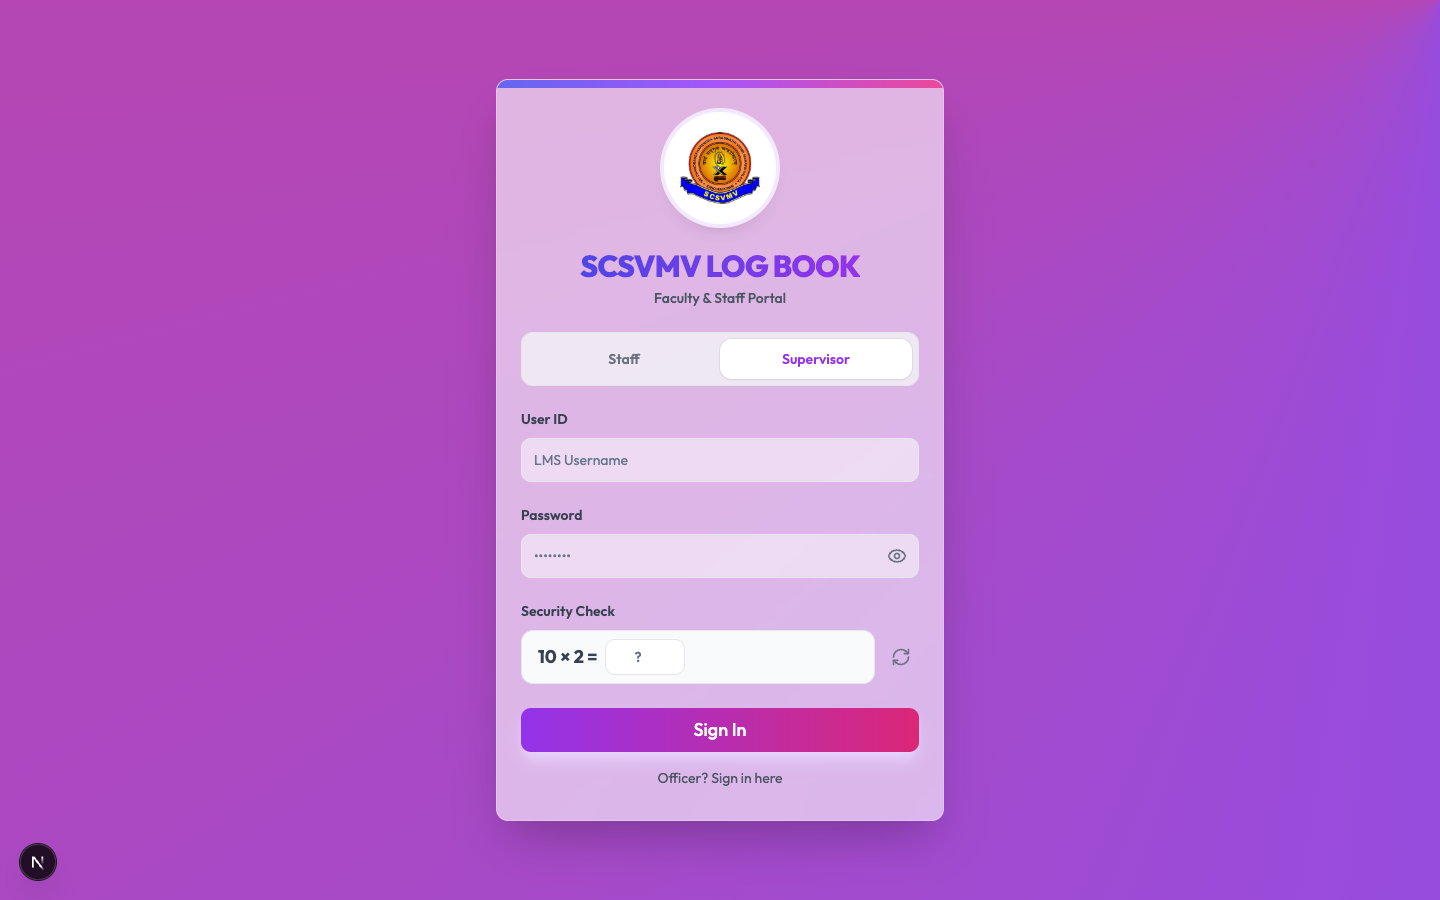 SCSVMV
SCSVMV LOG BOOK
Faculty & Staff Portal
Staff
Supervisor
User ID
LMS Username
Password
••••••••
Security Check
10 × 2 =
?
Sign In
Officer? Sign in here
N